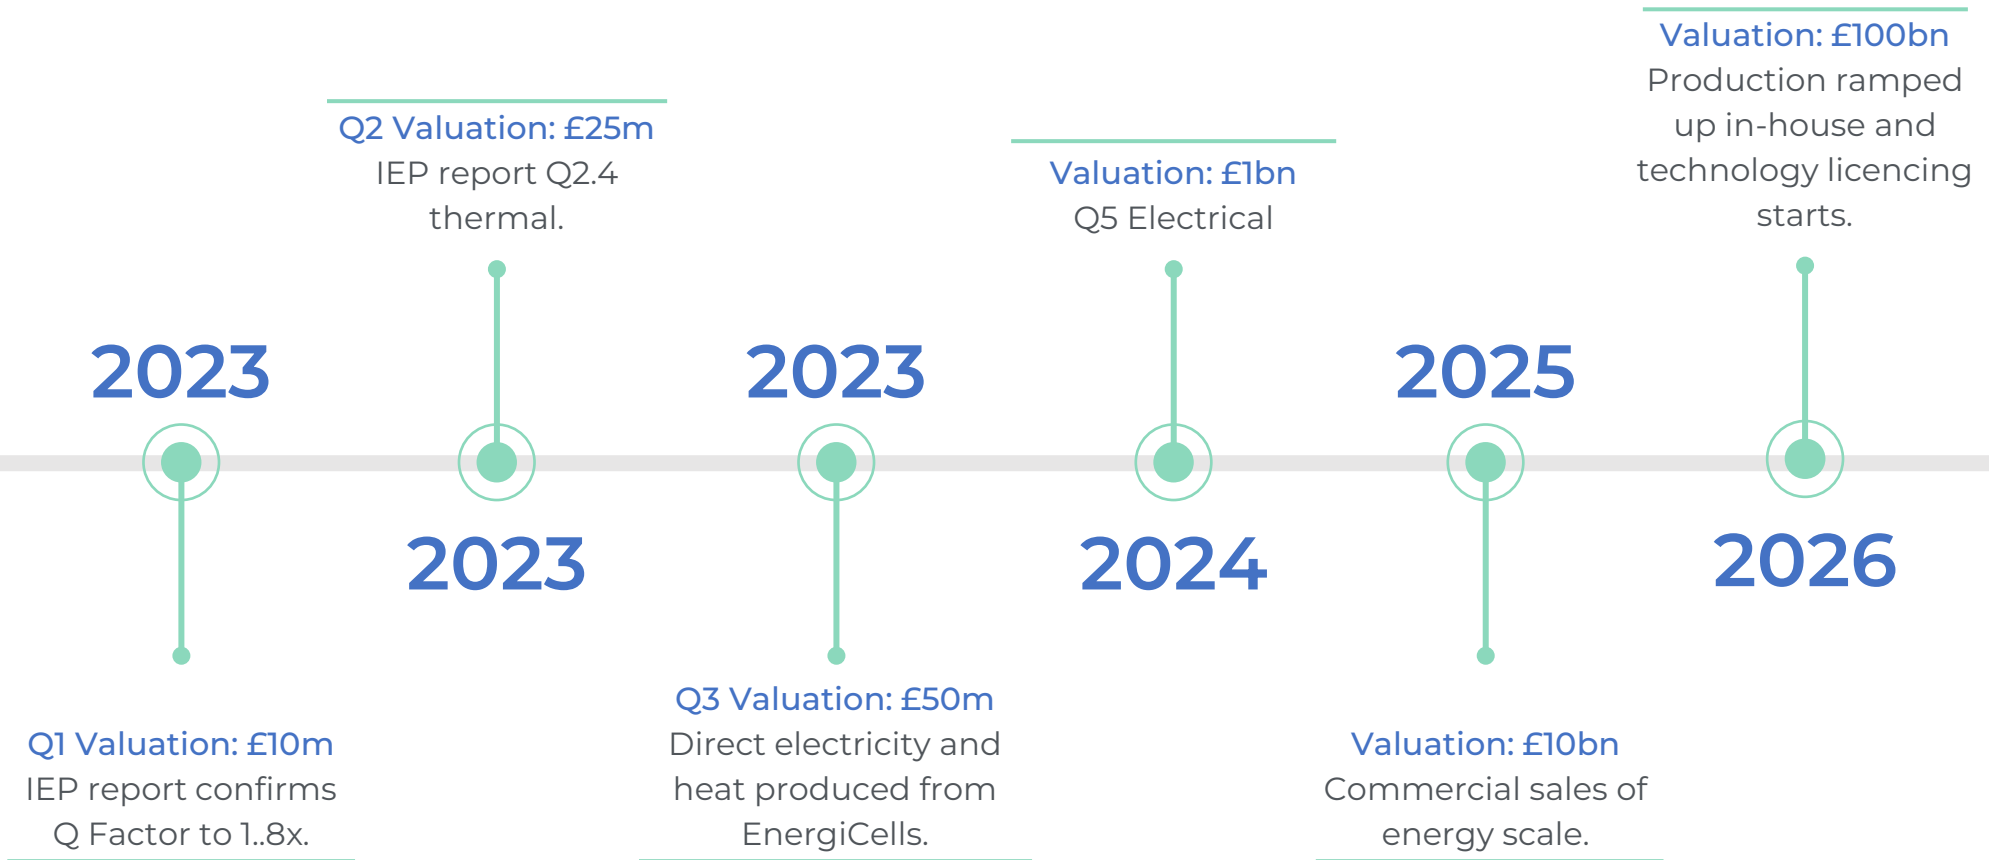 2023
Q1 Valuation: £10m
IEP report confirms
Q Factor to 1..8x.
Q2 Valuation: £25m
IEP report Q2.4
thermal.
2023
2023
Q3 Valuation: £50m
Direct electricity and
heat produced from
EnergiCells.
Valuation: £1bn
Q5 Electrical
2024
2025
Valuation: £10bn
Commercial sales of
energy scale.
Valuation: £100bn
Production ramped
up in-house and
technology licencing
starts.
2026